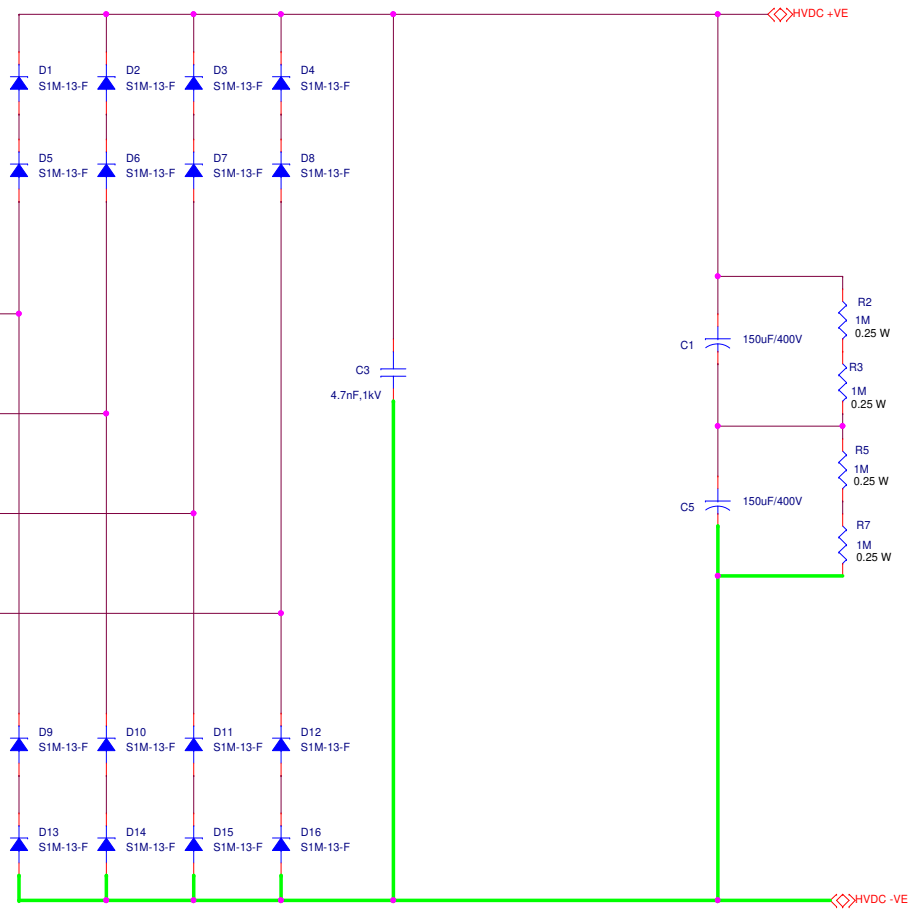 HVDC +VE
D1
S1M-13-F
D2
S1M-13-F
D3
S1M-13-F
D4
S1M-13-F
D5
S1M-13-F
D6
S1M-13-F
D7
S1M-13-F
D8
S1M-13-F
R2
1M
0.25 W
C1
150uF/400V
R3
1M
0.25 W
C3
4.7nF,1kV
R5
1M
0.25 W
C5
150uF/400V
R7
1M
0.25 W
D9
S1M-13-F
D10
S1M-13-F
D11
S1M-13-F
D12
S1M-13-F
D13
S1M-13-F
D14
S1M-13-F
D15
S1M-13-F
D16
S1M-13-F
HVDC -VE